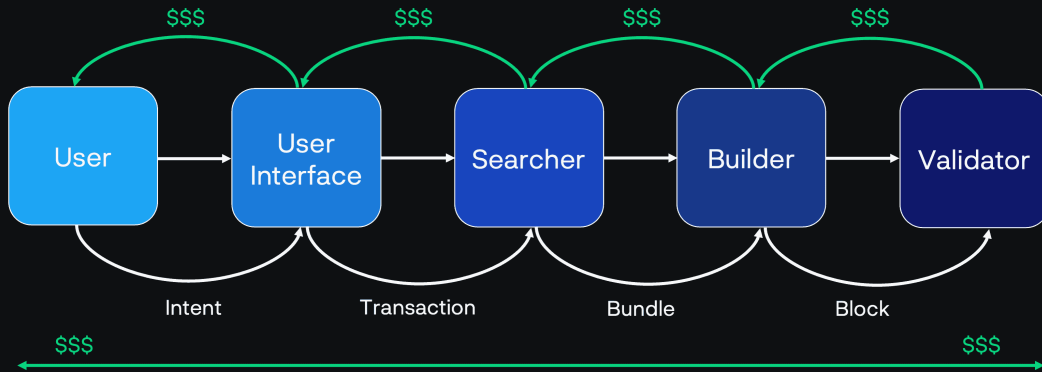 $$$ $$$ $$$ $$$
User
User
Interface
Searcher
Builder
Validator
Intent
Transaction
Bundle
Block
$$$ $$$